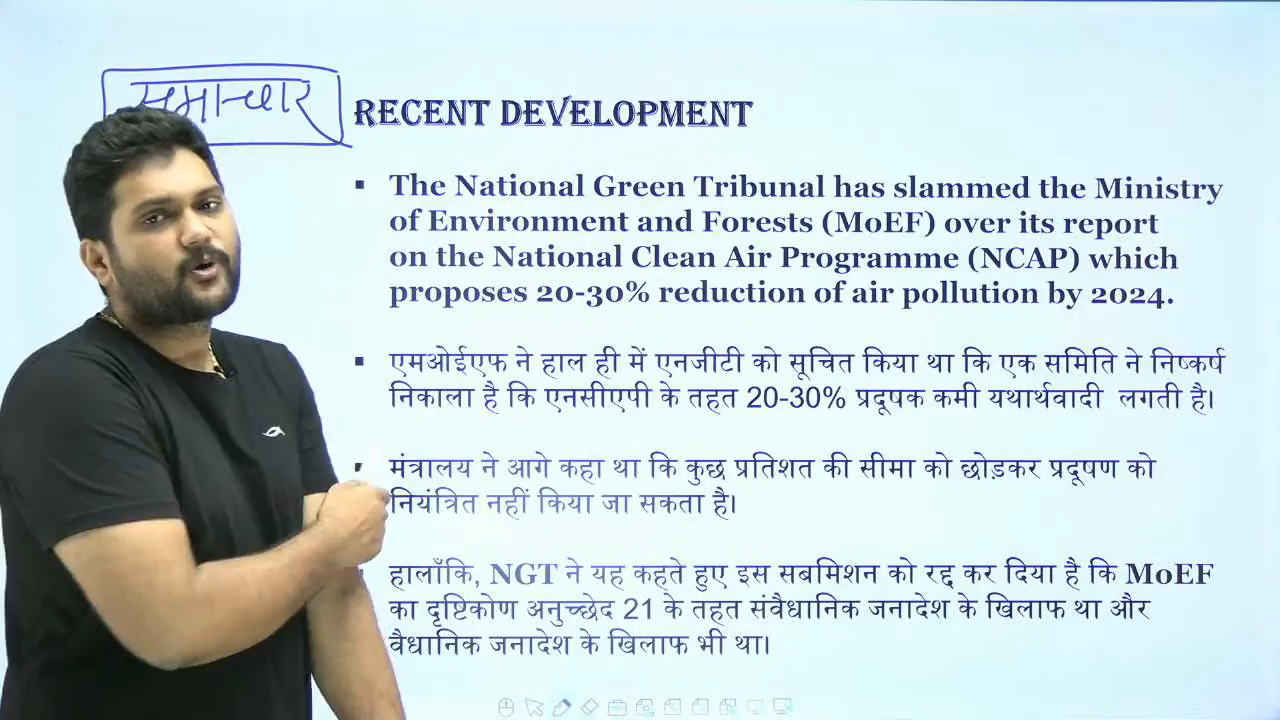 समाचार
RECENT DEVELOPMENT
▪ The National Green Tribunal has slammed the Ministry
of Environment and Forests (MoEF) over its report
on the National Clean Air Programme (NCAP) which
proposes 20-30% reduction of air pollution by 2024.
▪ एमओईएफ ने हाल ही में एनजीटी को सूचित किया था कि एक समिति ने निष्कर्ष
निकाला है कि एनसीएपी के तहत 20-30% प्रदूषक कमी यथार्थवादी लगती है।
▪ मंत्रालय ने आगे कहा था कि कुछ प्रतिशत की सीमा को छोड़कर प्रदूषण को
नियंत्रित नहीं किया जा सकता है।
हालाँकि, NGT ने यह कहते हुए इस सबमिशन को रद्द कर दिया है कि MoEF
का दृष्टिकोण अनुच्छेद 21 के तहत संवैधानिक जनादेश के खिलाफ था और
वैधानिक जनादेश के खिलाफ भी था।